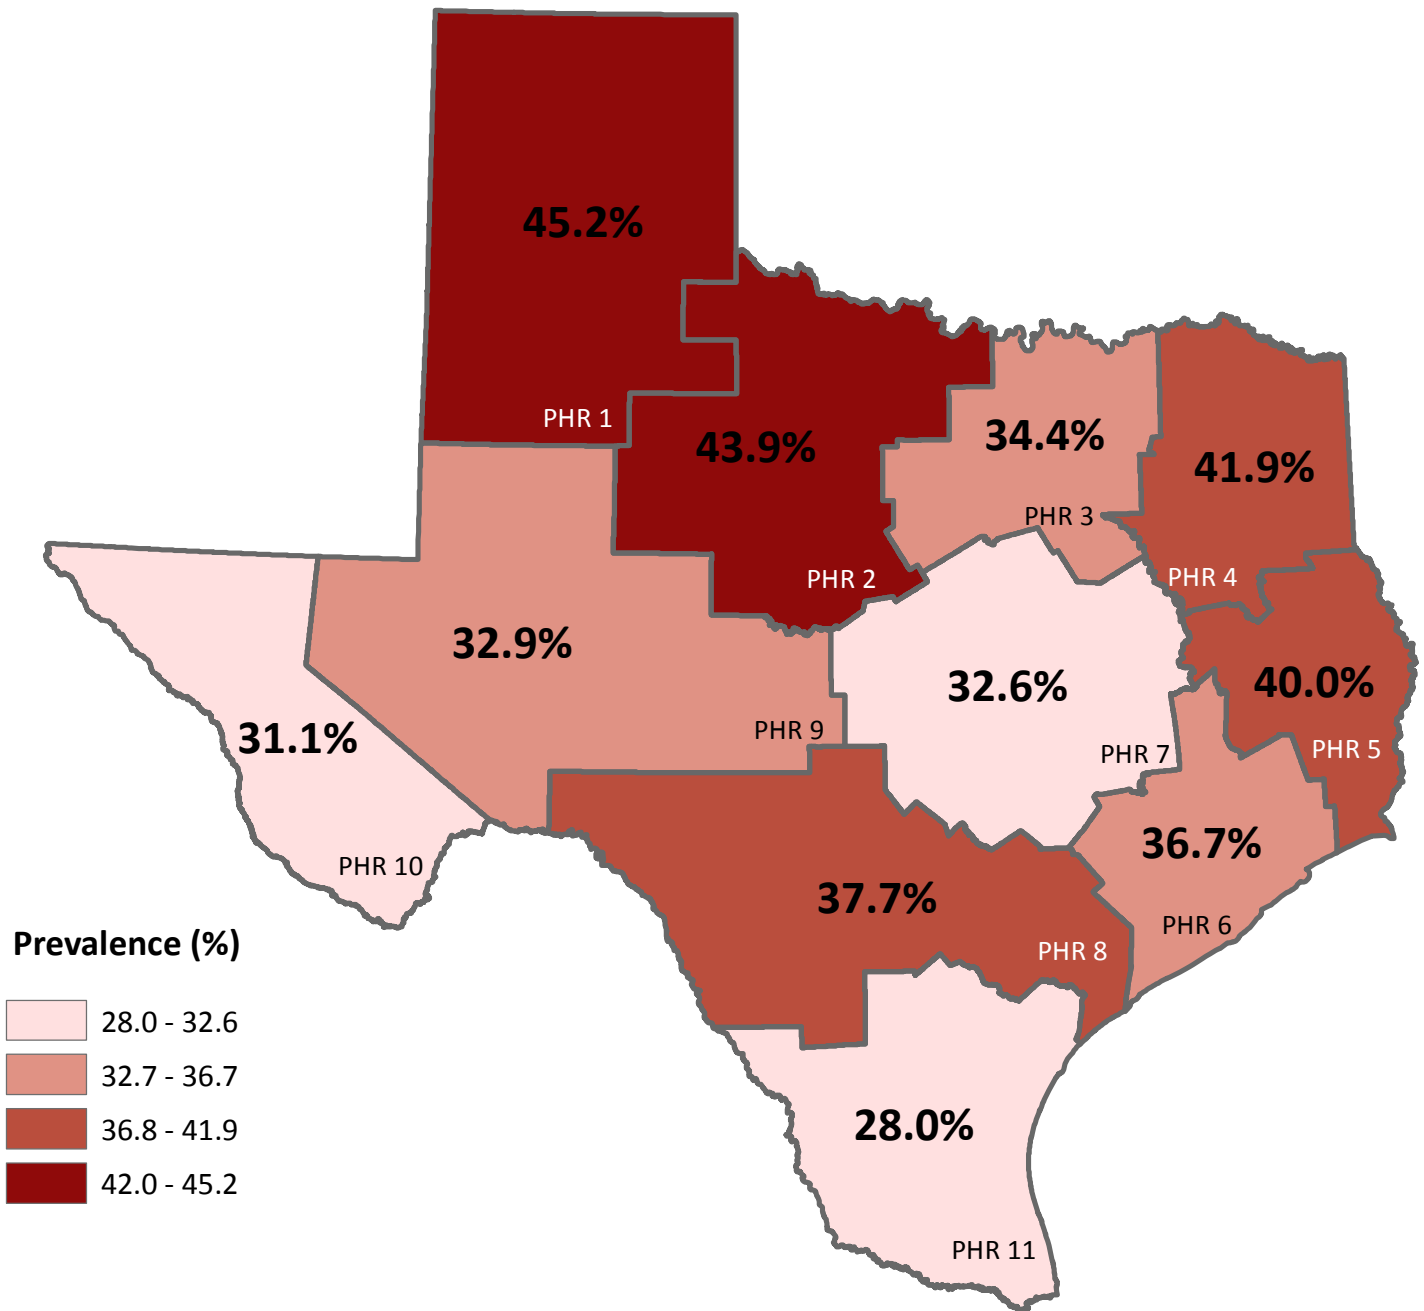 45.2%
PHR 1
43.9%
PHR 2
34.4%
PHR 3
41.9%
PHR 4
32.9%
PHR 9
32.6%
PHR 7
40.0%
PHR 5
31.1%
PHR 10
36.7%
PHR 6
37.7%
PHR 8
28.0%
PHR 11
Prevalence (%)
28.0 - 32.6
32.7 - 36.7
36.8 - 41.9
42.0 - 45.2